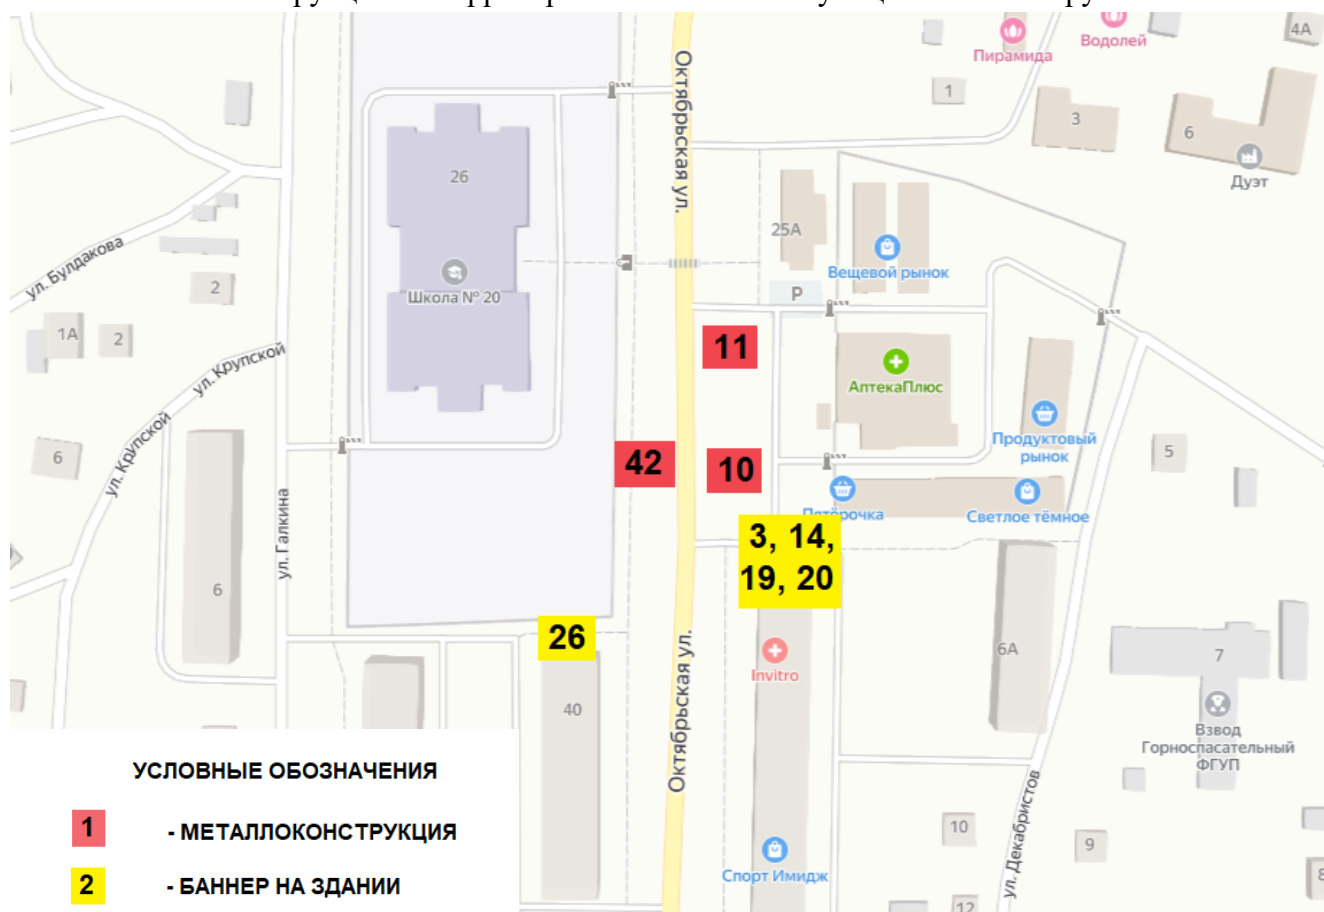 4А
Водолей
Пирамида
Октябрьская ул.
1
3
6
Дуэт
26
25А
Вещевой рынок
ул. Булдакова
Школа № 20
P
2
1А
2
11
ул. Крупской
АптекаПлюс
ул. Крупской
Продуктовый
рынок
6
42
10
5
Пятёрочка
Светлое тёмное
ул. Галкина
3, 14,
19, 20
6
26
6А
7
Invitro
40
Октябрьская ул.
Взвод
Горноспасательный
ФГУП
УСЛОВНЫЕ ОБОЗНАЧЕНИЯ
1 - МЕТАЛЛОКОНСТРУКЦИЯ
2 - БАННЕР НА ЗДАНИИ
ул. Декабристов
10
9
Спорт Имидж
8
12